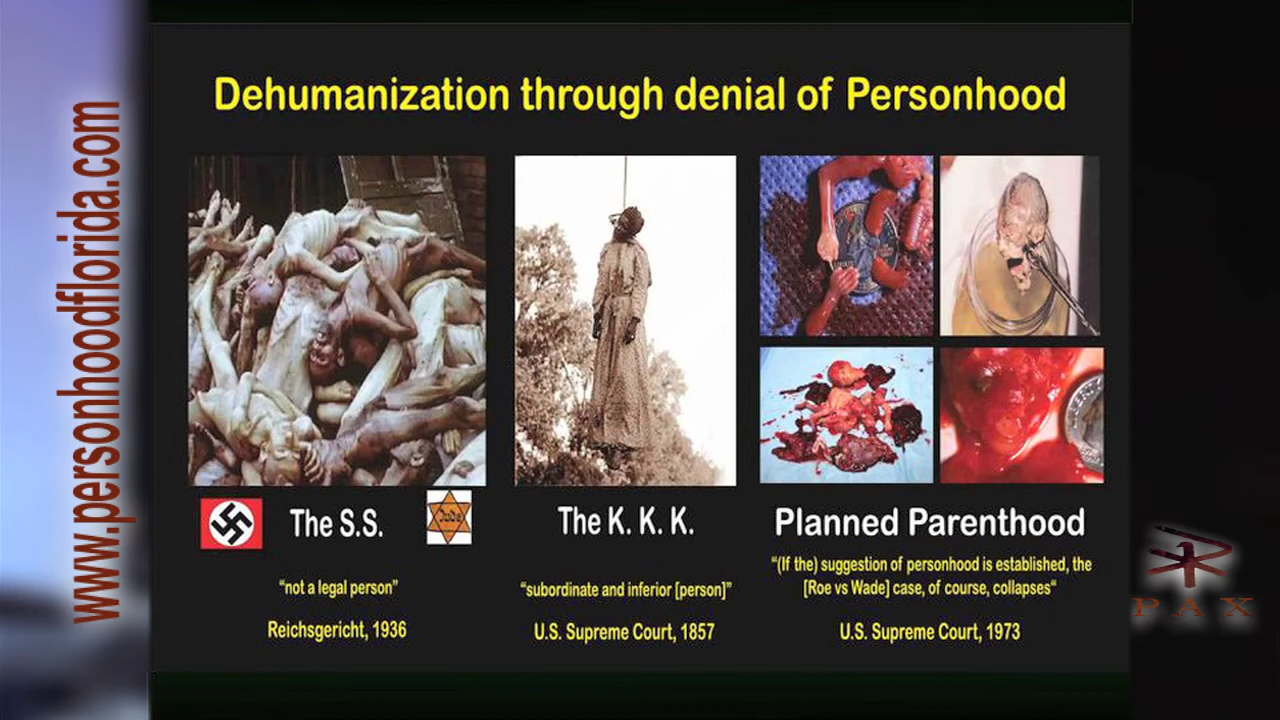 Dehumanization through denial of Personhood
www.personhoodflorida.com
The S.S.
Jude
The K. K. K.
Planned Parenthood
"not a legal person"
"subordinate and inferior [person]"
"(If the) suggestion of personhood is established, the
[Roe vs Wade] case, of course, collapses"
Reichsgericht, 1936
U.S. Supreme Court, 1857
U.S. Supreme Court, 1973
PAX